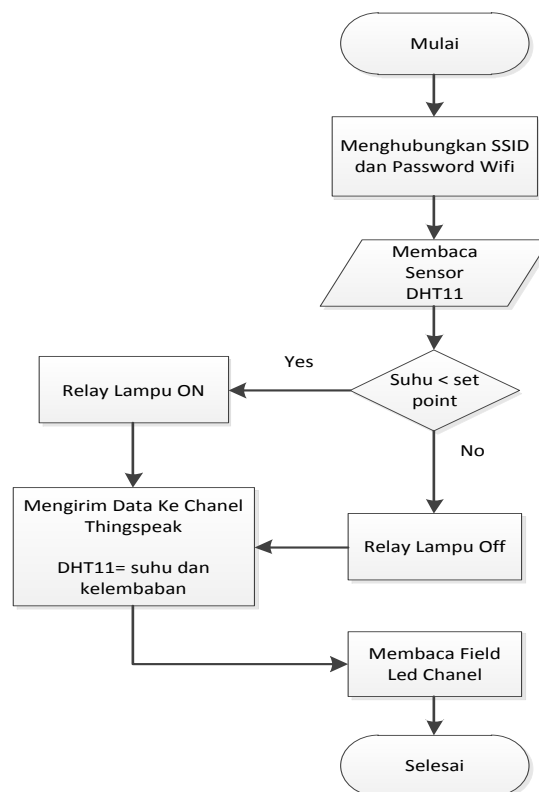 Mulai
Menghubungkan SSID
dan Password Wifi
Membaca
Sensor
DHT11
Suhu < set
point
Yes
Relay Lampu ON
No
Relay Lampu Off
Mengirim Data Ke Chanel
Thingspeak
DHT11= suhu dan
kelembaban
Membaca Field
Led Chanel
Selesai